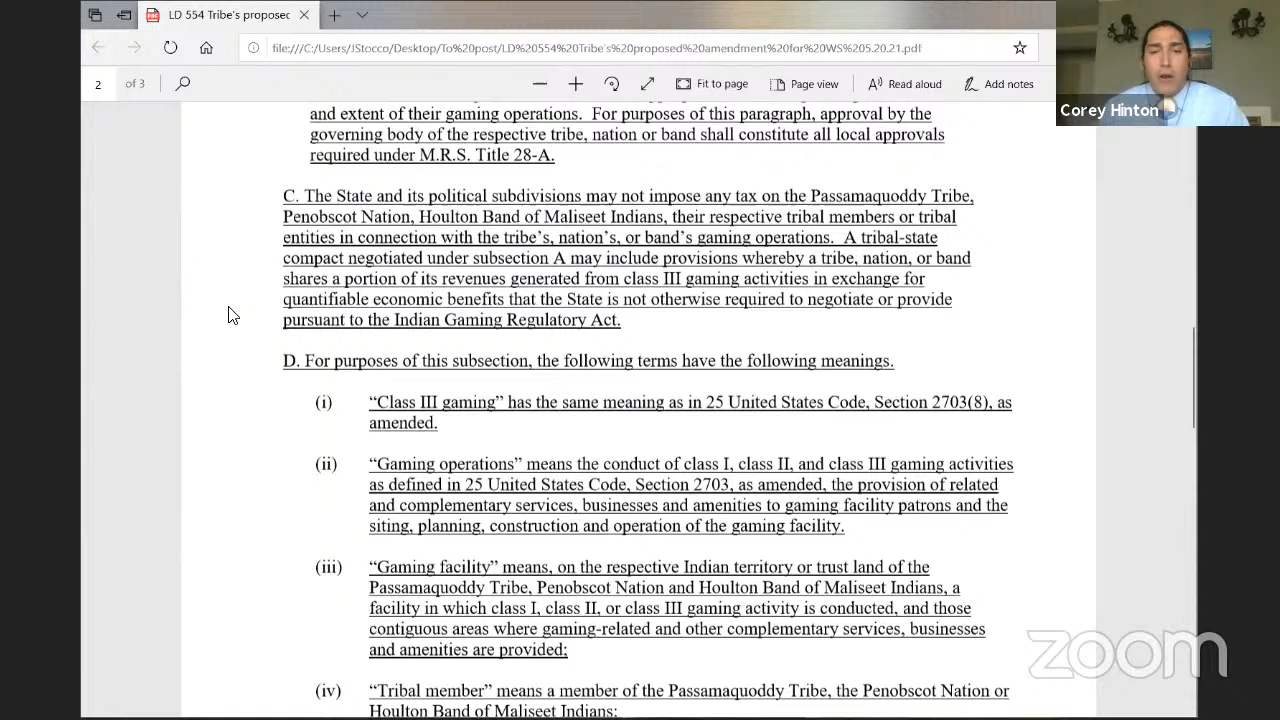 LD 554 Tribe's proposed
file:///C:/Users/JStocco/Desktop/To%20post/LD%20554%20Tribe's%20proposed%20amendment%20for%20WS%205.20.21.pdf
2 of 3
Fit to page
Page view
Read aloud
Add notes
Corey Hinton
and extent of their gaming operations. For purposes of this paragraph, approval by the
governing body of the respective tribe, nation or band shall constitute all local approvals
required under M.R.S. Title 28-A.
C. The State and its political subdivisions may not impose any tax on the Passamaquoddy Tribe,
Penobscot Nation, Houlton Band of Maliseet Indians, their respective tribal members or tribal
entities in connection with the tribe's, nation's, or band's gaming operations. A tribal-state
compact negotiated under subsection A may include provisions whereby a tribe, nation, or band
shares a portion of its revenues generated from class III gaming activities in exchange for
quantifiable economic benefits that the State is not otherwise required to negotiate or provide
pursuant to the Indian Gaming Regulatory Act.
D. For purposes of this subsection, the following terms have the following meanings.
(i) “Class III gaming” has the same meaning as in 25 United States Code, Section 2703(8), as
amended.
(ii) “Gaming operations” means the conduct of class I, class II, and class III gaming activities
as defined in 25 United States Code, Section 2703, as amended, the provision of related
and complementary services, businesses and amenities to gaming facility patrons and the
siting, planning, construction and operation of the gaming facility.
(iii) “Gaming facility” means, on the respective Indian territory or trust land of the
Passamaquoddy Tribe, Penobscot Nation and Houlton Band of Maliseet Indians, a
facility in which class I, class II, or class III gaming activity is conducted, and those
contiguous areas where gaming-related and other complementary services, businesses
and amenities are provided;
(iv) “Tribal member” means a member of the Passamaquoddy Tribe, the Penobscot Nation or
Houlton Band of Maliseet Indians;
zoom